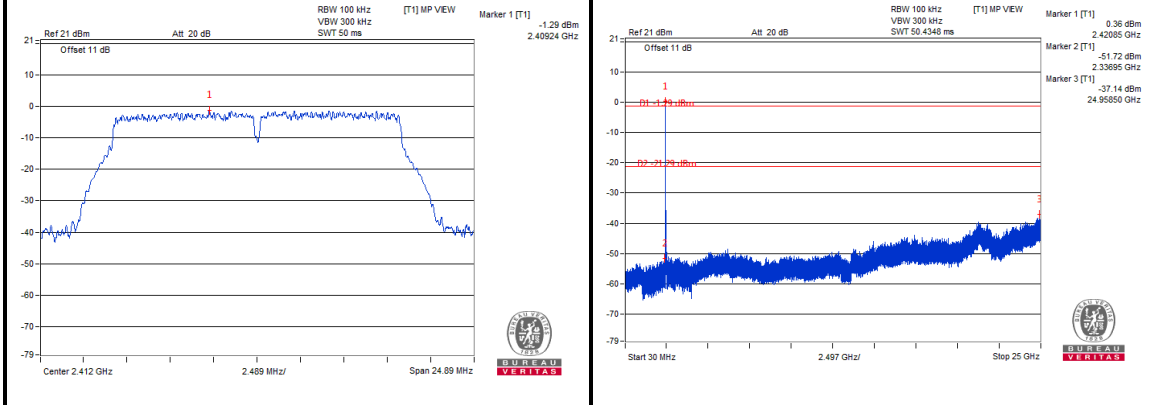 RBW 100 kHz
VBW 300 kHz
SWT 50 ms
[T1] MP VIEW
Ref 21 dBm
Att 20 dB
Offset 11 dB
Marker 1 [T1]
-1.29 dBm
2.40924 GHz
21
10
0
-10
-20
-30
-40
-50
-60
-70
-79
1
Center 2.412 GHz
2.489 MHz/
Span 24.89 MHz
BUREAU VERITAS
1828
BUREAU
VERITAS
RBW 100 kHz
VBW 300 kHz
SWT 50.4348 ms
[T1] MP VIEW
Ref 21 dBm
Att 20 dB
Offset 11 dB
Marker 1 [T1]
0.36 dBm
2.42085 GHz
Marker 2 [T1]
-51.72 dBm
2.33695 GHz
Marker 3 [T1]
-37.14 dBm
24.95850 GHz
21
10
0
-10
-20
-30
-40
-50
-60
-70
-79
1
D1 -1.29 dBm
D2 -21.29 dBm
2
3
Start 30 MHz
2.497 GHz/
Stop 25 GHz
BUREAU VERITAS
1828
BUREAU
VERITAS